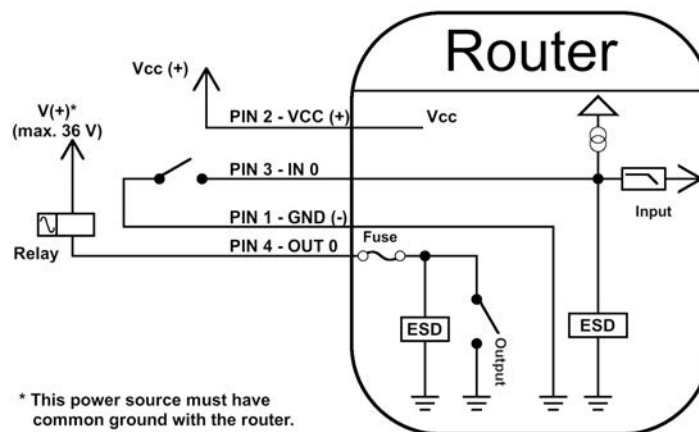 Router
Vcc (+)
V(+)*
(max. 36 V)
PIN 2 - VCC (+)
Vcc
PIN 3 - IN 0
Input
PIN 1 - GND (-)
Relay
PIN 4 - OUT 0
Fuse
ESD
Output
ESD
* This power source must have
common ground with the router.